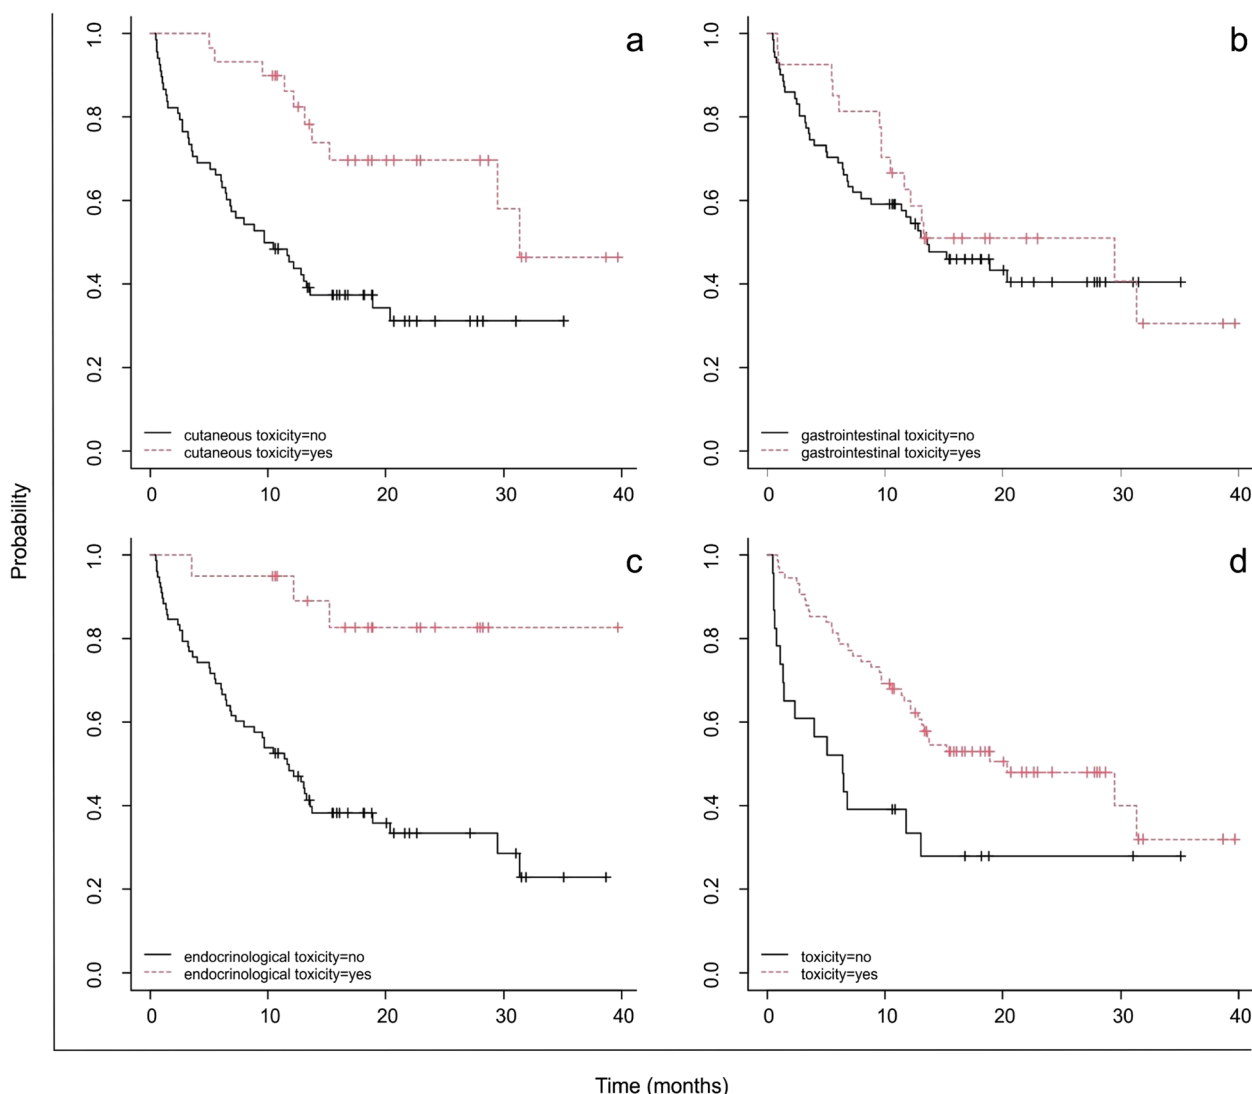 a
1.0
0.8
0.6
0.4
0.2
0.0
cutaneous toxicity=no
cutaneous toxicity=yes
0 10 20 30 40
b
1.0
0.8
0.6
0.4
0.2
0.0
gastrointestinal toxicity=no
gastrointestinal toxicity=yes
0 10 20 30 40
Probability
c
1.0
0.8
0.6
0.4
0.2
0.0
endocrinological toxicity=no
endocrinological toxicity=yes
0 10 20 30 40
d
1.0
0.8
0.6
0.4
0.2
0.0
toxicity=no
toxicity=yes
0 10 20 30 40
Time (months)